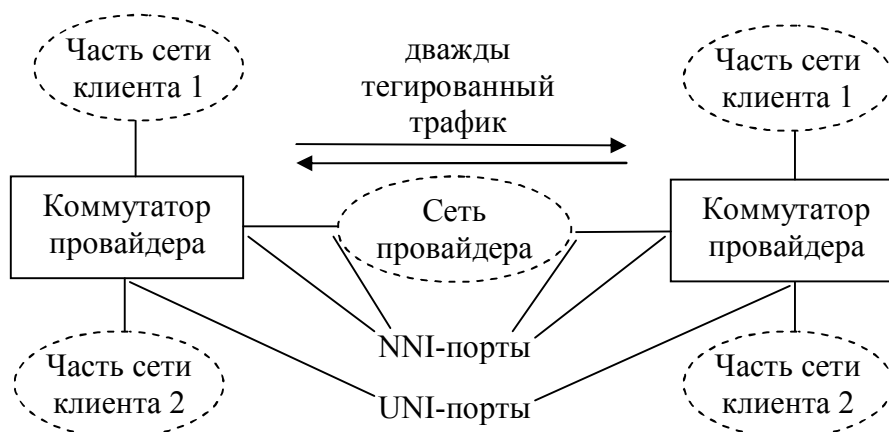 Часть сети
клиента 1
дважды
тегированный
трафик
Часть сети
клиента 1
Коммутатор
провайдера
Сеть
провайдера
Коммутатор
провайдера
Часть сети
клиента 2
NNI-порты
UNI-порты
Часть сети
клиента 2